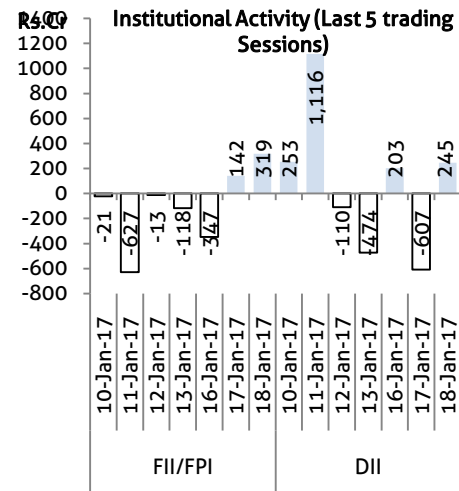 Rs.Cr
Institutional Activity (Last 5 trading
Sessions)
1400
1200
1000
800
600
400
200
0
-200
-400
-600
-800
-21
-627
-13
-118
-347
142
319
253
1,116
-110
-474
203
-607
245
10-Jan-17
11-Jan-17
12-Jan-17
13-Jan-17
16-Jan-17
17-Jan-17
18-Jan-17
10-Jan-17
11-Jan-17
12-Jan-17
13-Jan-17
16-Jan-17
17-Jan-17
18-Jan-17
FII/FPI
DII